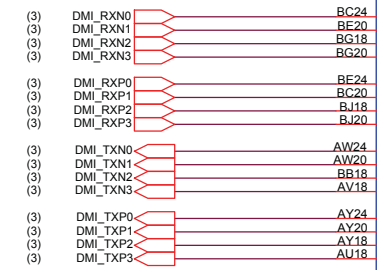 (3) DMI_RXN0 BC24
(3) DMI_RXN1 BE20
(3) DMI_RXN2 BG18
(3) DMI_RXN3 BG20
(3) DMI_RXP0 BE24
(3) DMI_RXP1 BC20
(3) DMI_RXP2 BJ18
(3) DMI_RXP3 BJ20
(3) DMI_TXN0 AW24
(3) DMI_TXN1 AW20
(3) DMI_TXN2 BB18
(3) DMI_TXN3 AV18
(3) DMI_TXP0 AY24
(3) DMI_TXP1 AY20
(3) DMI_TXP2 AY18
(3) DMI_TXP3 AU18